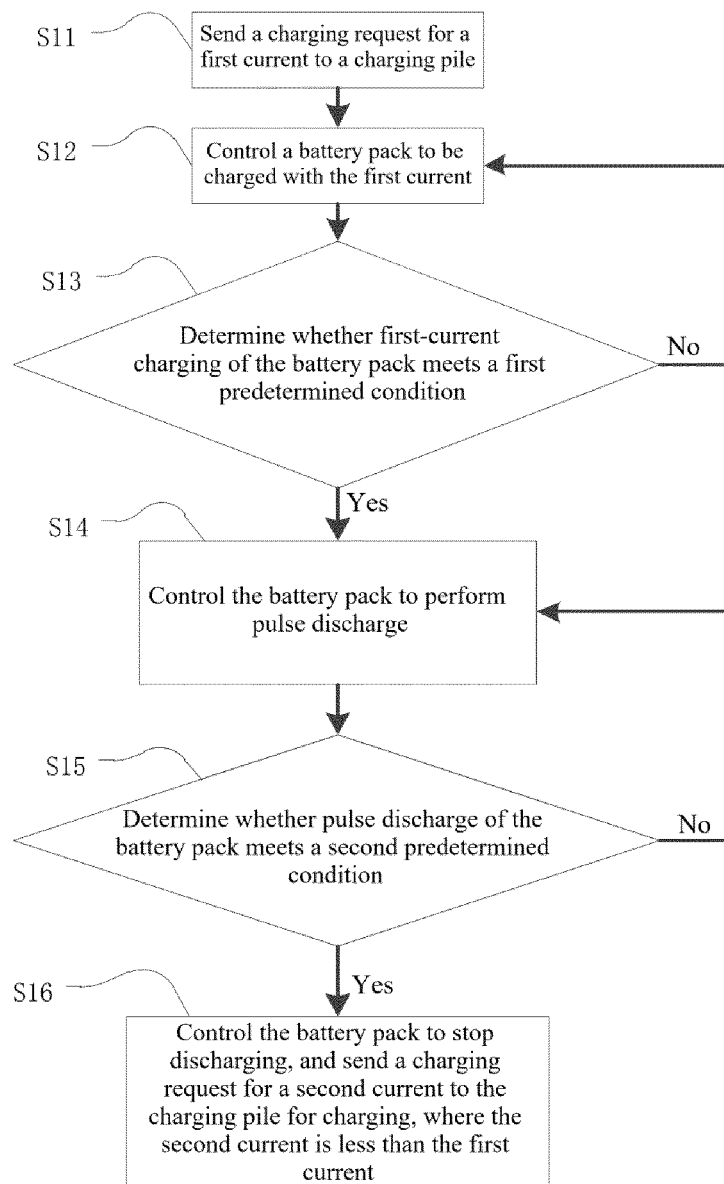 S11
Send a charging request for a
first current to a charging pile
S12
Control a battery pack to be
charged with the first current
S13
Determine whether first-current
charging of the battery pack meets a first
predetermined condition
No
Yes
S14
Control the battery pack to perform
pulse discharge
S15
Determine whether pulse discharge of the
battery pack meets a second predetermined
condition
No
Yes
S16
Control the battery pack to stop
discharging, and send a charging
request for a second current to the
charging pile for charging, where the
second current is less than the first
current